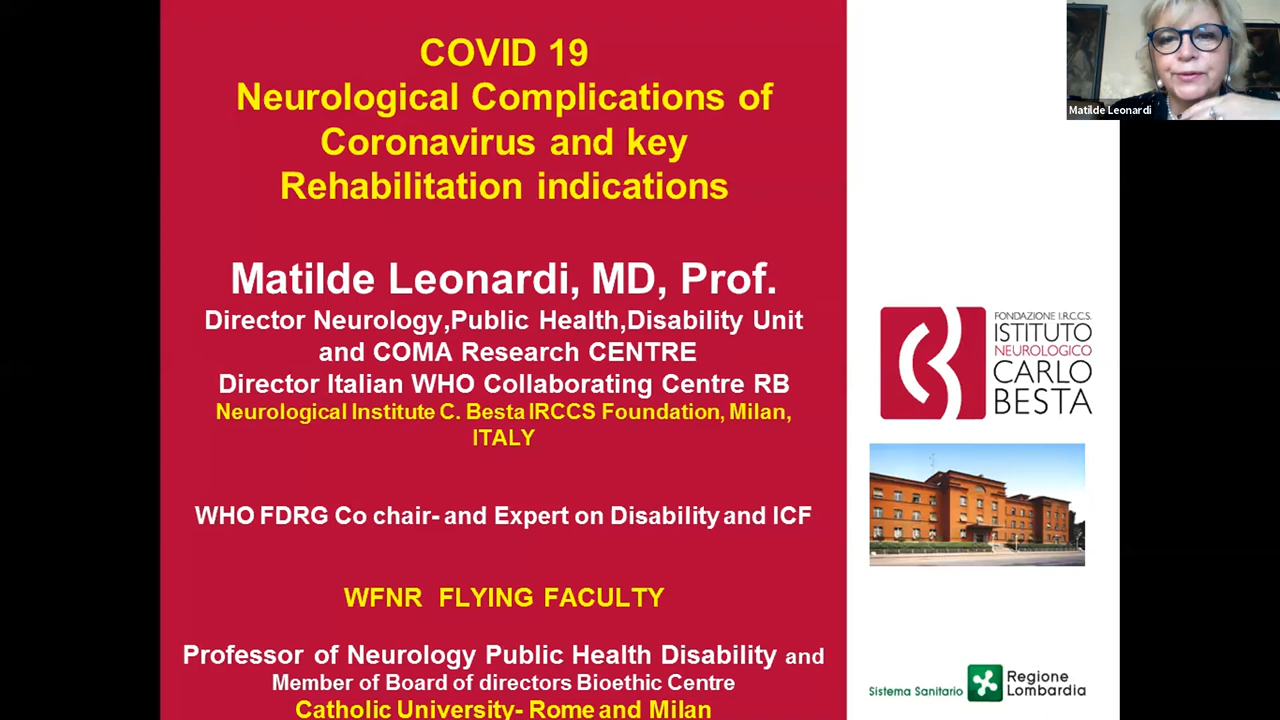 COVID 19
Neurological Complications of
Coronavirus and key
Rehabilitation indications
Matilde Leonardi, MD, Prof.
Director Neurology,Public Health,Disability Unit
and COMA Research CENTRE
Director Italian WHO Collaborating Centre RB
Neurological Institute C. Besta IRCCS Foundation, Milan,
ITALY
WHO FDRG Co chair- and Expert on Disability and ICF
WFNR FLYING FACULTY
Professor of Neurology Public Health Disability and
Member of Board of directors Bioethic Centre
Catholic University- Rome and Milan
Matilde Leonardi
FONDAZIONE I.R.C.C.S.
ISTITUTO
NEUROLOGICO
CARLO
BESTA
Sistema Sanitario
Regione
Lombardia